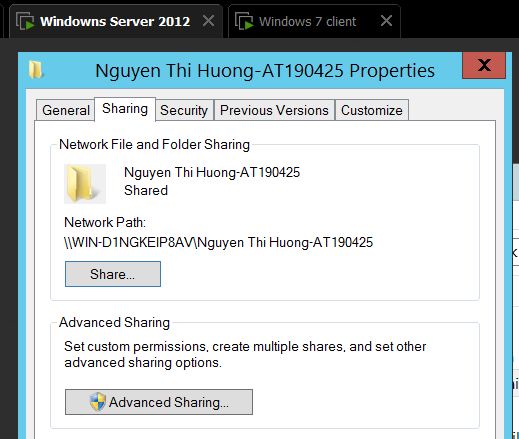 Windowns Server 2012
Windows 7 client
Nguyen Thi Huong-AT190425 Properties
General
Sharing
Security
Previous Versions
Customize
Network File and Folder Sharing
Nguyen Thi Huong-AT190425
Shared
Network Path:
\\WIN-D1NGKEIP8AV\Nguyen Thi Huong-AT190425
Share...
Advanced Sharing
Set custom permissions, create multiple shares, and set other
advanced sharing options.
Advanced Sharing...